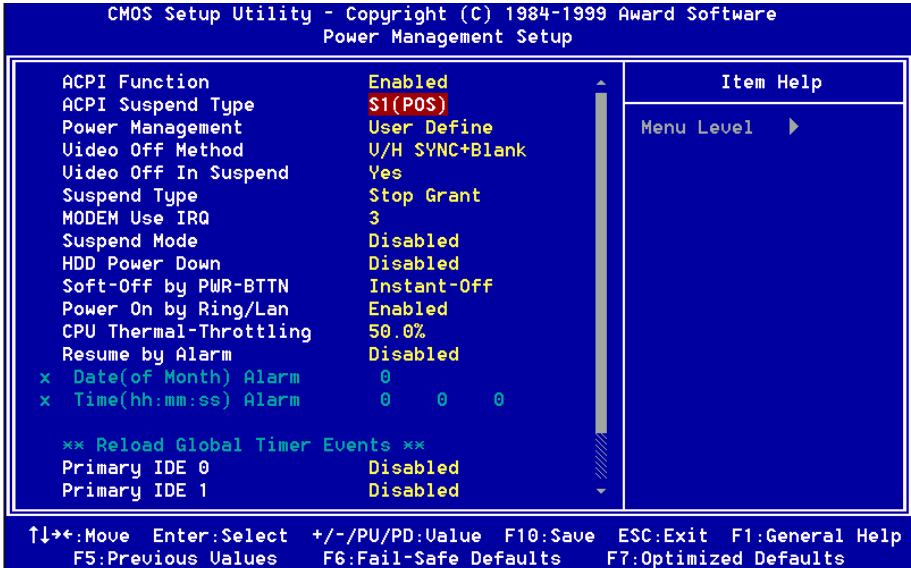 CMOS Setup Utility - Copyright (C) 1984-1999 Award Software
Power Management Setup
ACPI Function Enabled
ACPI Suspend Type S1(POS)
Power Management User Define
Video Off Method V/H SYNC+Blank
Video Off In Suspend Yes
Suspend Type Stop Grant
MODEM Use IRQ 3
Suspend Mode Disabled
HDD Power Down Disabled
Soft-Off by PWR-BTTN Instant-Off
Power On by Ring/Lan Enabled
CPU Thermal-Throttling 50.0%
Resume by Alarm Disabled
x Date(of Month) Alarm 0
x Time(hh:mm:ss) Alarm 0 0 0
** Reload Global Timer Events **
Primary IDE 0 Disabled
Primary IDE 1 Disabled
Item Help
Menu Level ▶
↑↓→←:Move Enter:Select +/-/PU/PD:Value F10:Save ESC:Exit F1:General Help
F5:Previous Values F6:Fail-Safe Defaults F7:Optimized Defaults